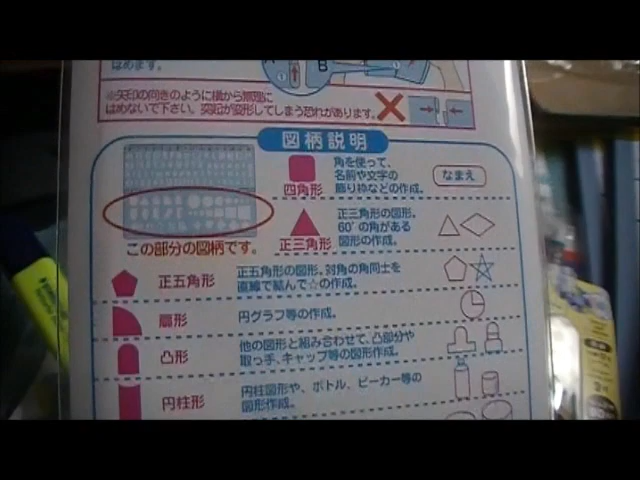 はめます。
B
※矢印の向きのように横から無理に
はめないで下さい。突起が変形してしまう恐れがあります。
図柄説明
この部分の図柄です。
四角形
角を使って、
名前や文字の
飾り枠などの作成。
なまえ
正三角形
正三角形の図形、
60°の角がある
図形の作成。
正五角形
正五角形の図形、対角の角同士を
直線で結んで☆の作成。
扇形
円グラフ等の作成。
凸形
他の図形と組み合わせて、凸部分や
取っ手、キャップ等の図形作成。
円柱形
円柱図形や、ボトル、ビーカー等の
図形作成。